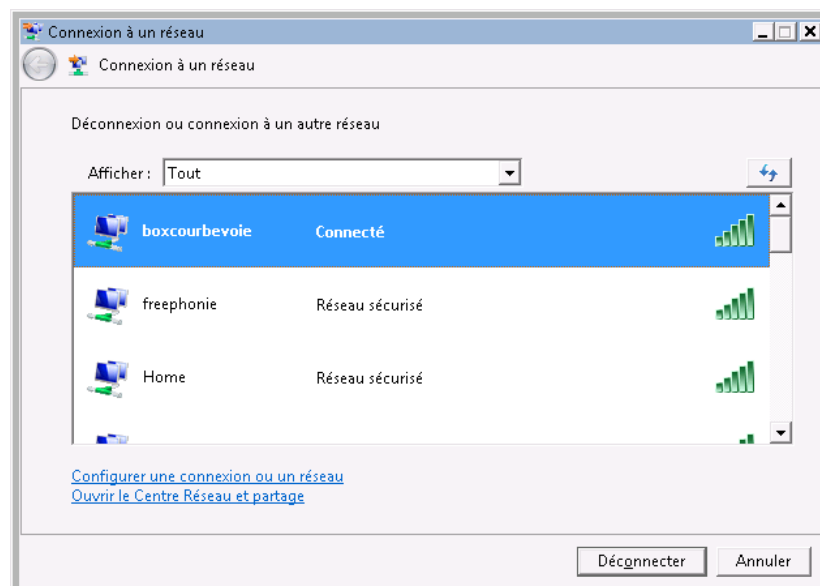 Connexion à un réseau
Connexion à un réseau
Déconnexion ou connexion à un autre réseau
Afficher : Tout
boxcourbevoie Connecté
freephonie Réseau sécurisé
Home Réseau sécurisé
Configurer une connexion ou un réseau
Ouvrir le Centre Réseau et partage
Déconnecter Annuler